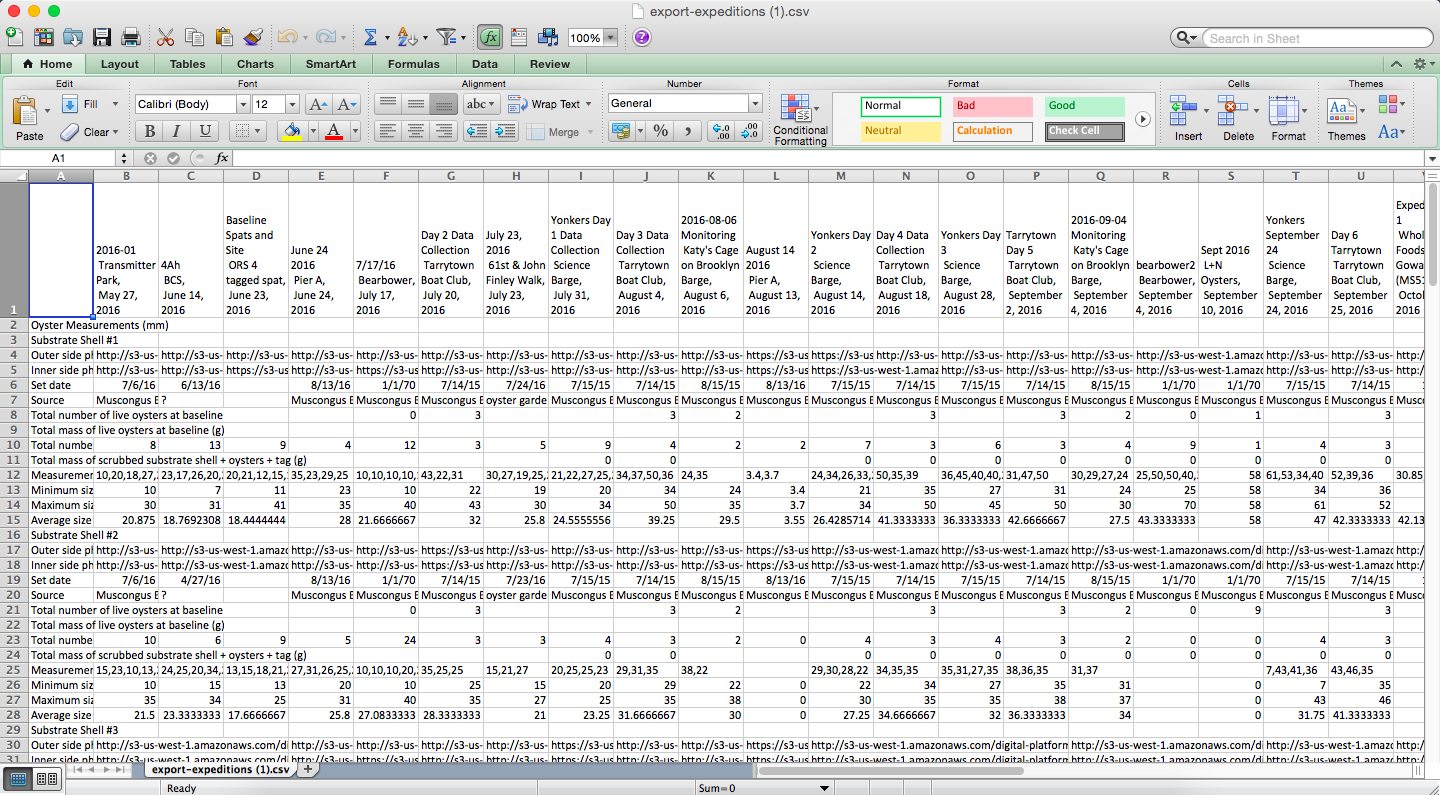 export-expeditions (1).csv
100%
Search in Sheet
Home Layout Tables Charts SmartArt Formulas Data Review
Edit Font Alignment Number Format Cells Themes
Paste Fill Clear
Calibri (Body) 12 A A
B I U A
abc Wrap Text
Merge
General
% , .0 .00 .00 .0
Conditional
Formatting
Normal Bad Good
Neutral Calculation Check Cell
Insert Delete Format Themes Aa
A1 fx
A B C D E F G H I J K L M N O P Q R S T U
1
2016-01
Transmitter
Park,
May 27,
2016
4Ah
BCS,
June 14,
2016
Baseline
Spats and
Site
ORS 4
tagged spat,
June 23,
2016
June 24
2016
Pier A,
June 24,
2016
7/17/16
Bearbower,
July 17,
2016
Day 2 Data
Collection
Tarrytown
Boat Club,
July 20,
2016
July 23,
2016
61st & John
Finley Walk,
July 23,
2016
Yonkers Day
1 Data
Collection
Science
Barge,
July 31,
2016
Day 3 Data
Collection
Tarrytown
Boat Club,
August 4,
2016
2016-08-06
Monitoring
Katy's Cage
on Brooklyn
Barge,
August 6,
2016
August 14
2016
Pier A,
August 13,
2016
Yonkers Day
2
Science
Barge,
August 14,
2016
Day 4 Data
Collection
Tarrytown
Boat Club,
August 18,
2016
Yonkers Day
3
Science
Barge,
August 28,
2016
Tarrytown
Day 5
Tarrytown
Boat Club,
September
2, 2016
2016-09-04
Monitoring
Katy's Cage
on Brooklyn
Barge,
September
4, 2016
bearbower2
Bearbower,
September
4, 2016
Sept 2016
L+N
Oysters,
September
10, 2016
Yonkers
September
24
Science
Barge,
September
24, 2016
Day 6
Tarrytown
Boat Club,
September
25, 2016
Exped
1
Whol
Foods
Gowa
(MS51
Octol
2016
2 Oyster Measurements (mm)
3 Substrate Shell #1
4 Outer side ph http://s3-us- http://s3-us- http://s3-us- http://s3-us- https://s3-us http://s3-us- http://s3-us- http://s3-us- http://s3-us- http://s3-us- https://s3-us https://s3-us http://s3-us- http://s3-us- https://s3-us http://s3-us- http://s3-us-west-1.amazc http://s3-us- http://s3-us- http:/
5 Inner side ph http://s3-us- https://s3-us https://s3-us http://s3-us- https://s3-us http://s3-us- http://s3-us- http://s3-us- http://s3-us- http://s3-us- https://s3-us https://s3-us-west-1.amaz http://s3-us- https://s3-us http://s3-us- http://s3-us-west-1.amazc http://s3-us- http://s3-us- http:/
6 Set date 7/6/16 6/13/16 8/13/16 1/1/70 7/14/15 7/24/16 7/15/15 7/14/15 8/15/15 8/13/16 7/15/15 7/14/15 7/15/15 7/14/15 8/15/15 1/1/70 1/1/70 7/15/15 7/14/15
7 Source Muscongus E ? Muscongus E Muscongus E Muscongus E oyster garde Muscongus E Muscongus E Muscongus E Muscongus E Muscongus E Muscongus E Muscongus E Muscongus E Muscongus E Muscongus E Muscongus E Muscongus E Muscongus E Musco
8 Total number of live oysters at baseline 0 3 3 2 3 3 2 0 1 3
9 Total mass of live oysters at baseline (g)
10 Total numbe 8 13 9 4 12 3 5 9 4 2 2 7 3 6 3 4 9 1 4 3
11 Total mass of scrubbed substrate shell + oysters + tag (g) 0 0 0 0 0 0 0 0 0 0 0
12 Measuremer 10,20,18,27, 23,17,26,20, 20,21,12,15, 35,23,29,25 10,10,10,10, 43,22,31 30,27,19,25, 21,22,27,25, 34,37,50,36 24,35 3.4,3.7 24,34,26,33, 50,35,39 36,45,40,40, 31,47,50 30,29,27,24 25,50,50,40, 58 61,53,34,40 52,39,36 30.85
13 Minimum siz 10 7 11 23 10 22 19 20 34 24 3.4 21 35 27 31 24 25 58 34 36
14 Maximum siz 30 31 41 35 40 43 30 34 50 35 3.7 34 50 45 50 30 70 58 61 52
15 Average size 20.875 18.7692308 18.4444444 28 21.6666667 32 25.8 24.5555556 39.25 29.5 3.55 26.4285714 41.3333333 36.3333333 42.6666667 27.5 43.3333333 58 47 42.3333333 42.13
16 Substrate Shell #2
17 Outer side ph http://s3-us- http://s3-us-west-1.amazc http://s3-us- http://s3-us- https://s3-us http://s3-us- http://s3-us- http://s3-us- http://s3-us- https://s3-us http://s3-us-west-1.amazc http://s3-us-west-1.amazc http://s3-us-west-1.amazonaws.com/di http://s3-us- http://s3-us- http:/
18 Inner side ph http://s3-us- http://s3-us-west-1.amazc http://s3-us- http://s3-us- https://s3-us https://s3-us http://s3-us- http://s3-us- http://s3-us- https://s3-us http://s3-us-west-1.amazc http://s3-us-west-1.amazc http://s3-us-west-1.amazonaws.com/di http://s3-us- http://s3-us- http:/
19 Set date 7/6/16 4/27/16 8/13/16 1/1/70 7/14/15 7/23/16 7/15/15 7/14/15 8/15/15 8/13/16 7/15/15 7/14/15 7/15/15 7/14/15 8/15/15 1/1/70 1/1/70 7/15/15 7/14/15
20 Source Muscongus E ? Muscongus E Muscongus E Muscongus E oyster garde Muscongus E Muscongus E Muscongus E Muscongus E Muscongus E Muscongus E Muscongus E Muscongus E Muscongus E Muscongus E Muscongus E Muscongus E Muscongus E Musco
21 Total number of live oysters at baseline 0 3 3 2 3 3 2 0 9 3
22 Total mass of live oysters at baseline (g)
23 Total numbe 10 6 9 5 24 3 3 4 3 2 0 4 3 4 3 2 0 0 4 3
24 Total mass of scrubbed substrate shell + oysters + tag (g) 0 0 0 0 0 0 0 0 0 0 0
25 Measuremer 15,23,10,13, 24,25,20,34, 13,15,18,21, 27,31,26,25, 10,10,10,20, 35,25,25 15,21,27 20,25,25,23 29,31,35 38,22 29,30,28,22 34,35,35 35,31,27,35 38,36,35 31,37 7,43,41,36 43,46,35
26 Minimum siz 10 15 13 20 10 25 15 20 29 22 0 22 34 27 35 31 0 7 35
27 Maximum siz 35 34 25 31 40 35 27 25 35 38 0 30 35 35 38 37 0 43 46
28 Average size 21.5 23.3333333 17.6666667 25.8 27.0833333 28.3333333 21 23.25 31.6666667 30 0 27.25 34.6666667 32 36.3333333 34 0 31.75 41.3333333
29 Substrate Shell #3
30 Outer side ph http://s3-us-west-1.amazonaws.com/di http://s3-us- http://s3-us- http://s3-us- http://s3-us- https://s3-us http://s3-us- http://s3-us- https://s3-us http://s3-us-west-1.amazonaws.com/digital-platform http://s3-us-west-1.amazonaws.com/di http://s3-us- http://s3-us- http:/
31 Inner side ph
export-expeditions (1).csv
Ready Sum=0